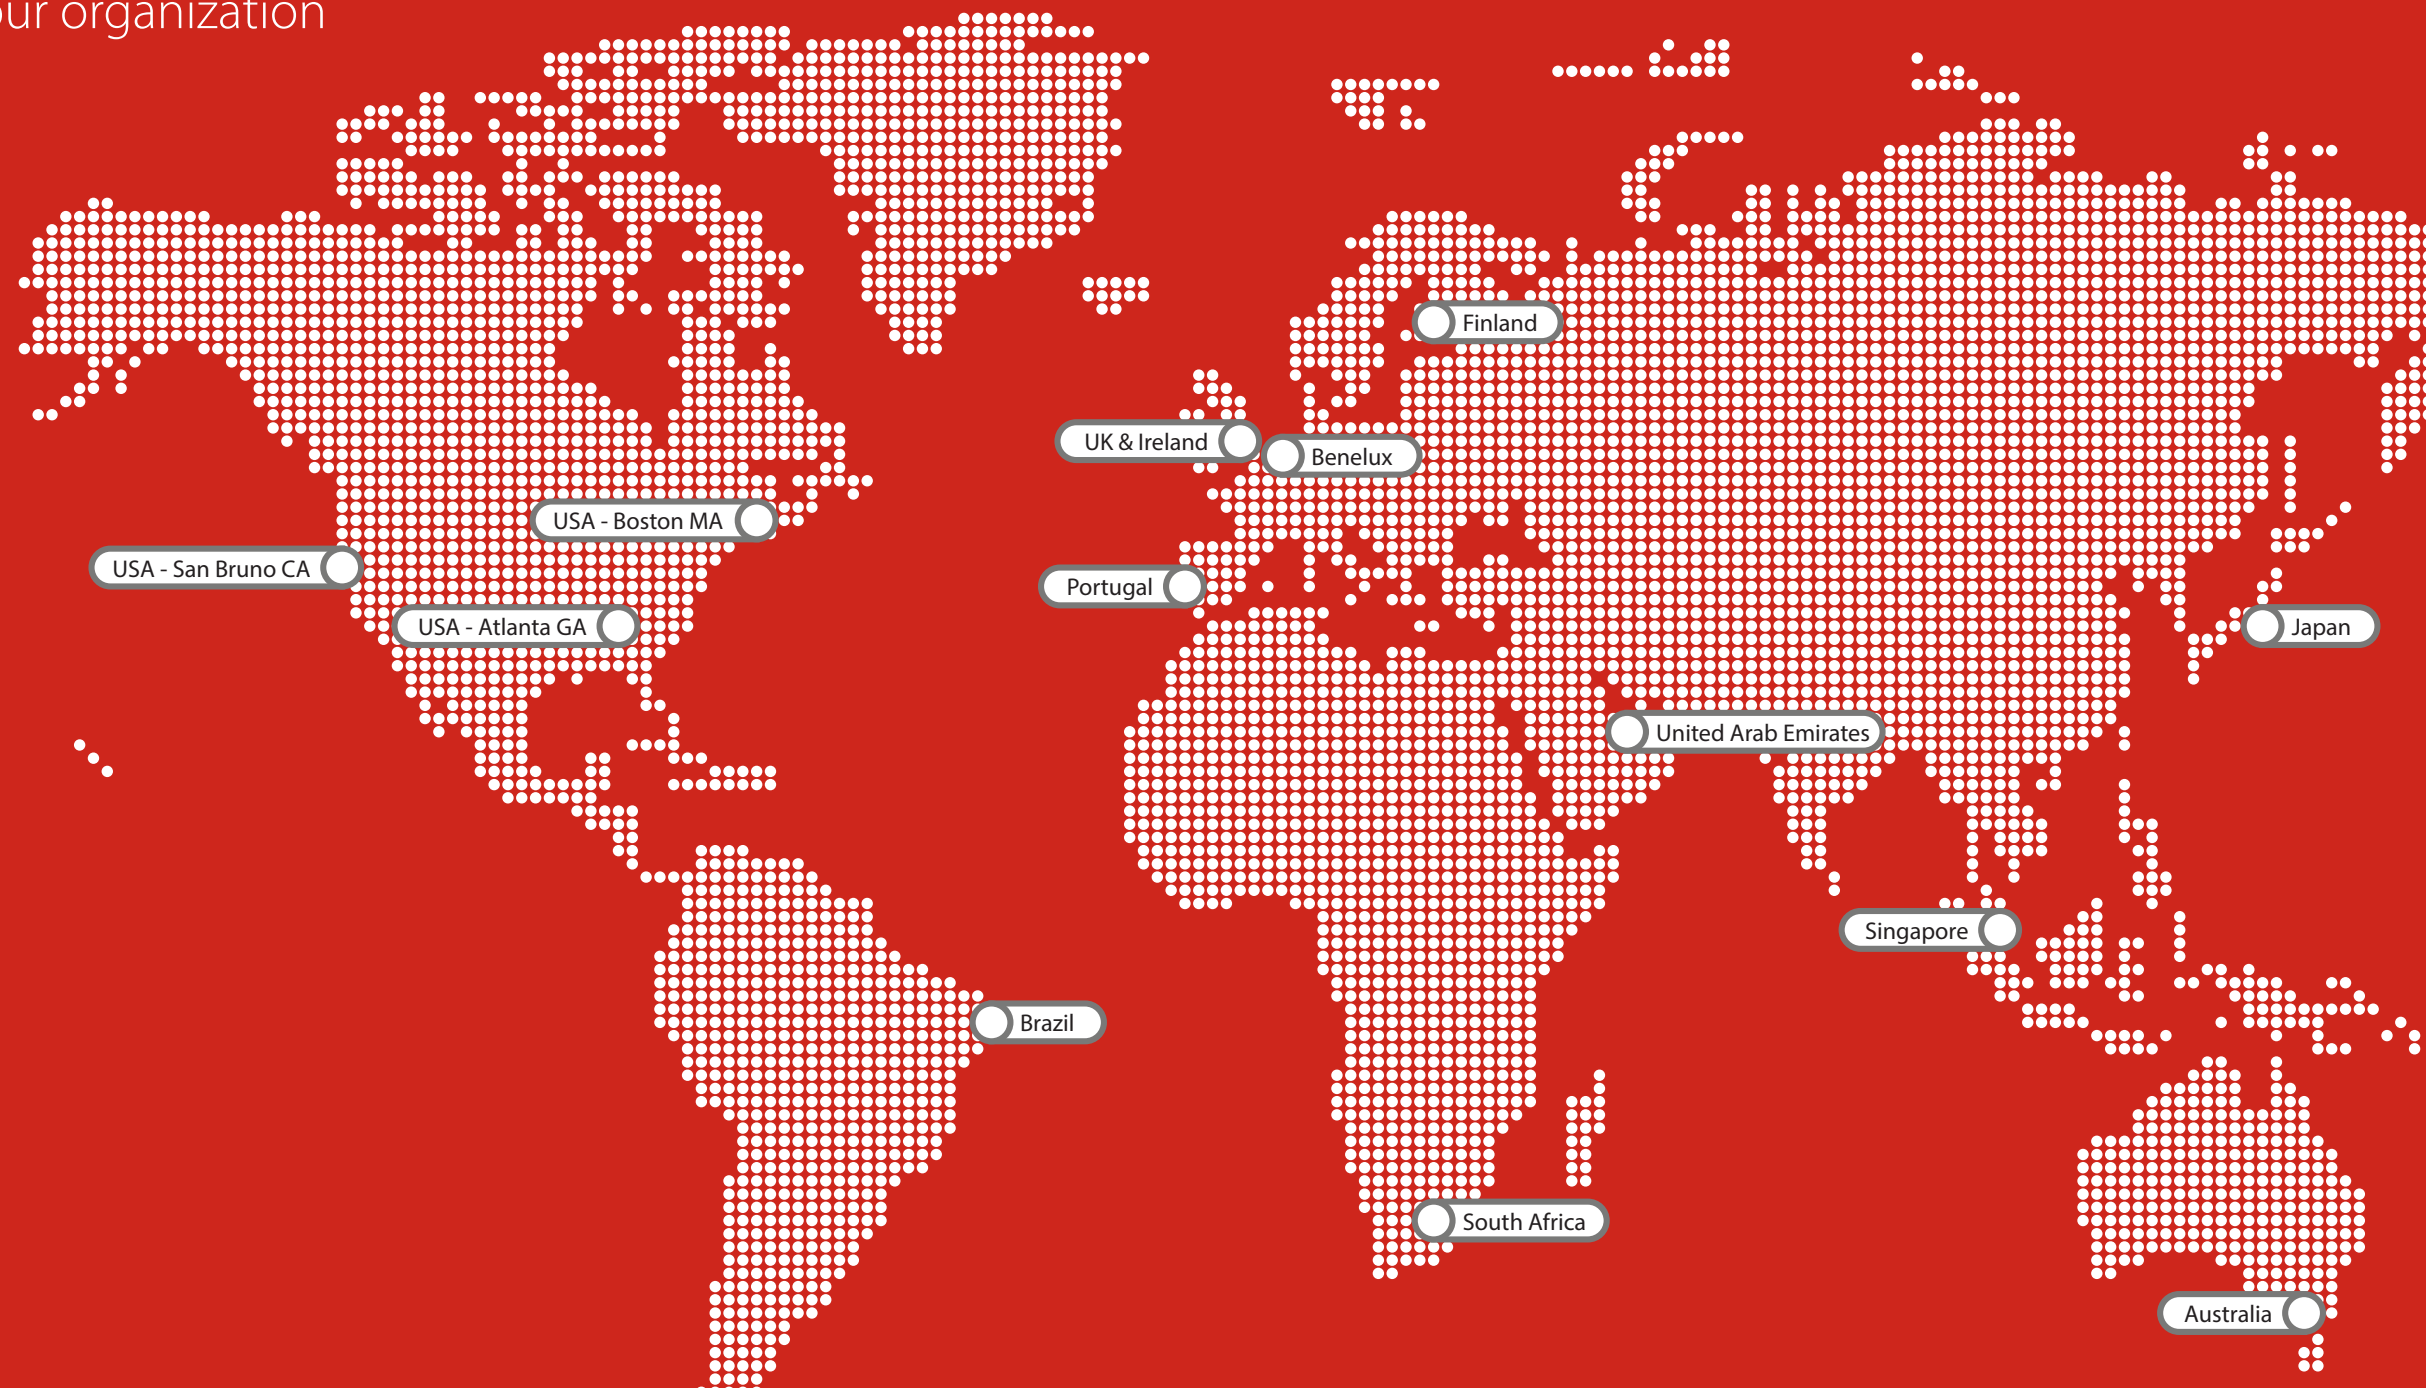 our organization
Finland
UK & Ireland
Benelux
USA - Boston MA
USA - San Bruno CA
Portugal
USA - Atlanta GA
Japan
United Arab Emirates
Singapore
Brazil
South Africa
Australia